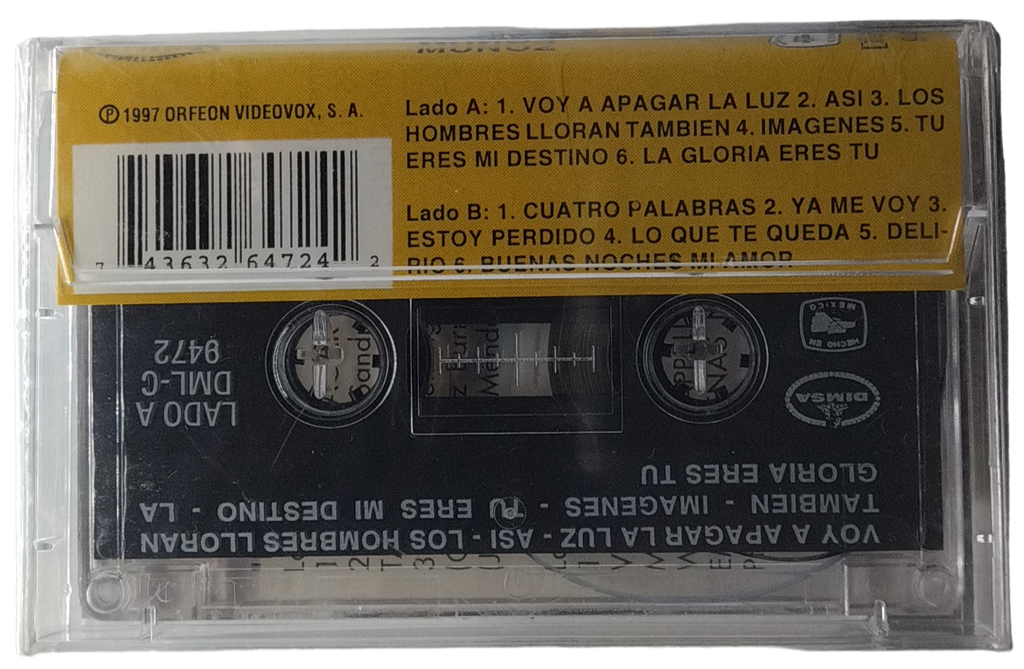 MUÑOZ
Ⓟ 1997 ORFEON VIDEOVOX, S. A.
Lado A: 1. VOY A APAGAR LA LUZ 2. ASI 3. LOS
HOMBRES LLORAN TAMBIEN 4. IMAGENES 5. TU
ERES MI DESTINO 6. LA GLORIA ERES TU
Lado B: 1. CUATRO PALABRAS 2. YA ME VOY 3.
ESTOY PERDIDO 4. LO QUE TE QUEDA 5. DELI-
RIO 6. BUENAS NOCHES MI AMOR
7 43632 64724 2
VOY A APAGAR LA LUZ - ASI - LOS HOMBRES LLORAN
TAMBIEN - IMAGENES - TU ERES MI DESTINO - LA
GLORIA ERES TU
DIMSA
HECHO EN
MEXICO
LADO A
DML-C
9472